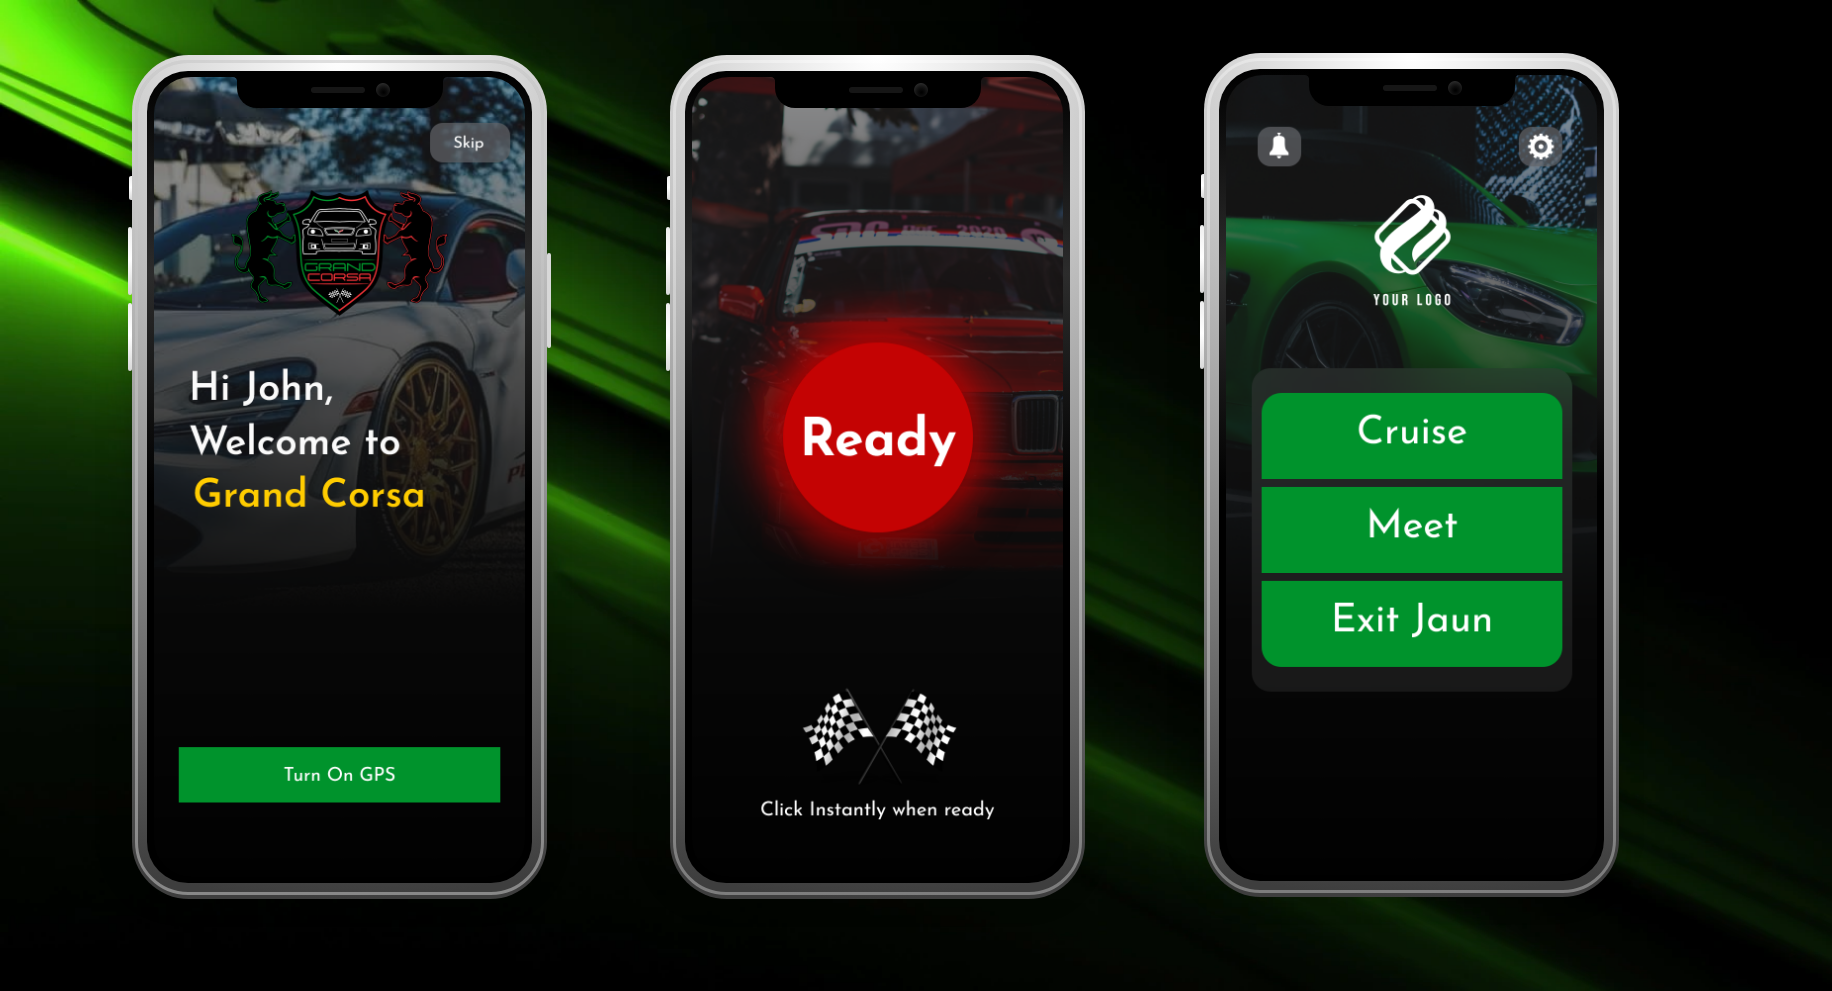 Skip
GRAND
CORSA
Hi John,
Welcome to
Grand Corsa
Turn On GPS
2020
Ready
Click Instantly when ready
YOUR LOGO
Cruise
Meet
Exit Jaun